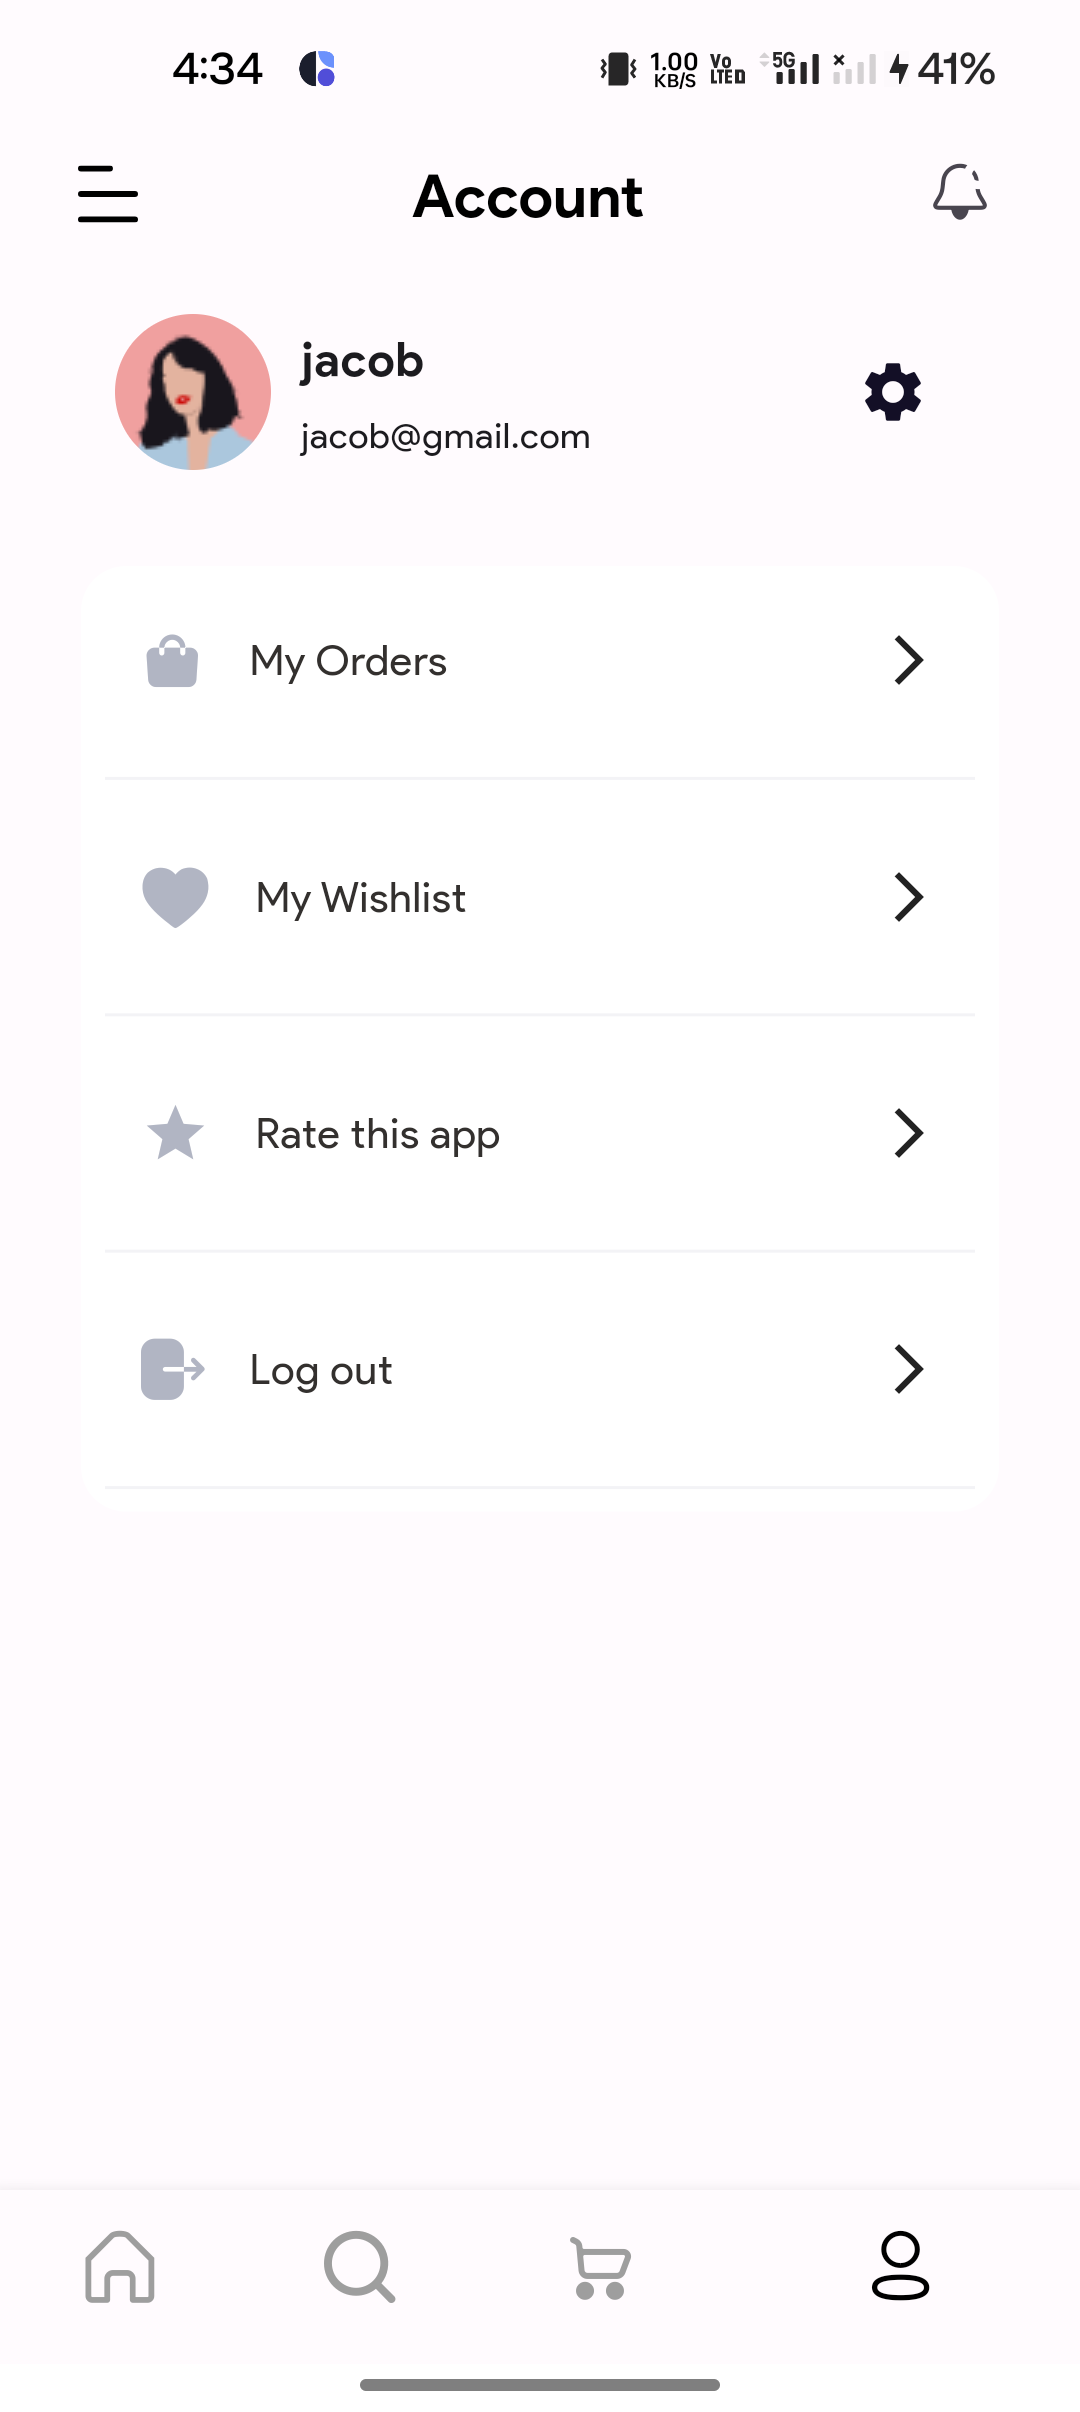 4:34 1.00 KB/S Vo LTE D 5G 41%
Account
jacob
jacob@gmail.com
My Orders
My Wishlist
Rate this app
Log out